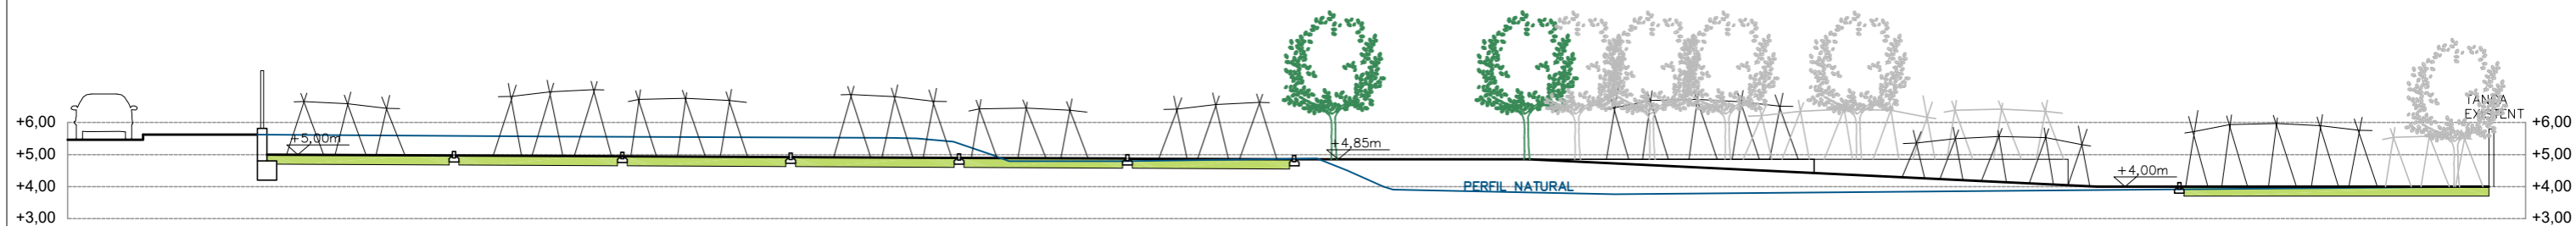 TANCA
EXISTENT
+6,00
+6,00
+5,00m
+5,00
+5,00
+4,85m
+4,00m
+4,00
PERFIL NATURAL
+4,00
+3,00
+3,00